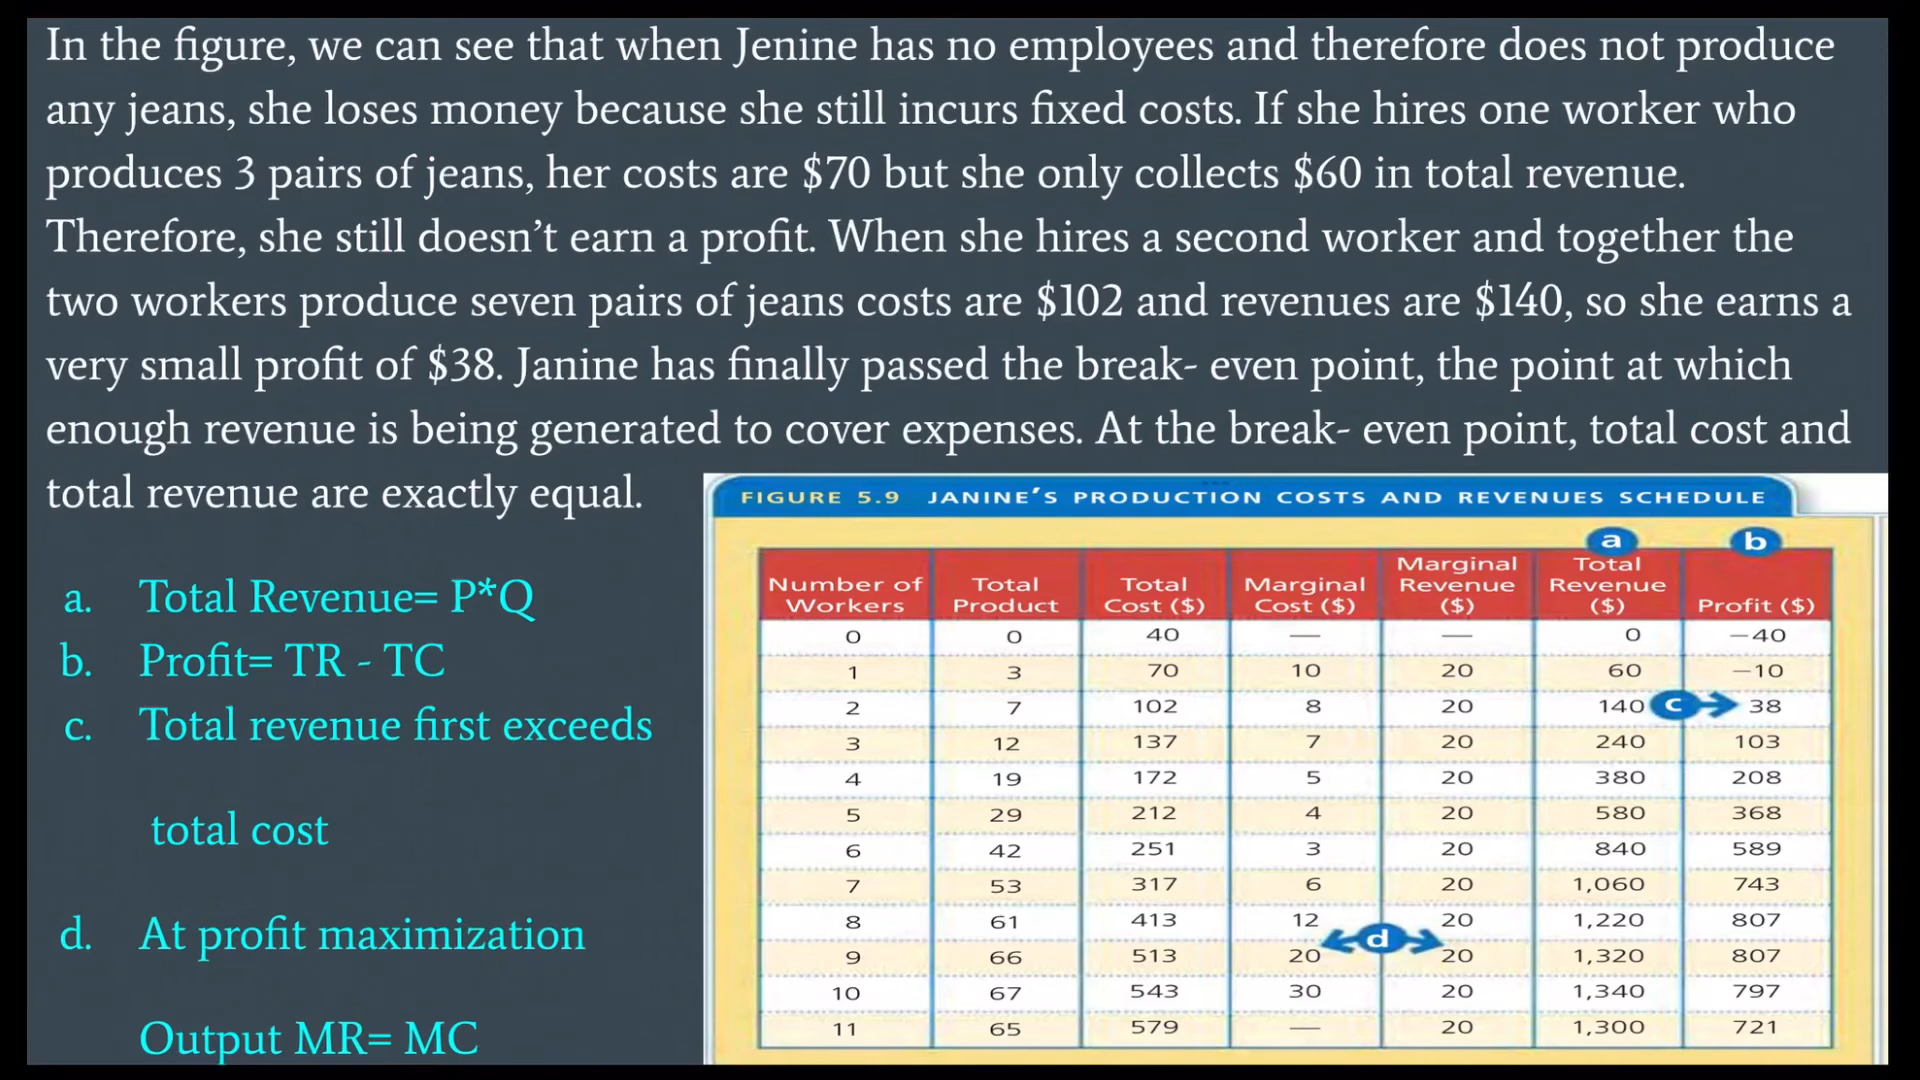 In the figure, we can see that when Jenine has no employees and therefore does not produce
any jeans, she loses money because she still incurs fixed costs. If she hires one worker who
produces 3 pairs of jeans, her costs are $70 but she only collects $60 in total revenue.
Therefore, she still doesn’t earn a profit. When she hires a second worker and together the
two workers produce seven pairs of jeans costs are $102 and revenues are $140, so she earns a
very small profit of $38. Janine has finally passed the break- even point, the point at which
enough revenue is being generated to cover expenses. At the break- even point, total cost and
total revenue are exactly equal.
a. Total Revenue= P*Q
b. Profit= TR - TC
c. Total revenue first exceeds
total cost
d. At profit maximization
Output MR= MC
FIGURE 5.9 JANINE’S PRODUCTION COSTS AND REVENUES SCHEDULE
a b
Number of Workers Total Product Total Cost ($) Marginal Cost ($) Marginal Revenue ($) Total Revenue ($) Profit ($)
0 0 40 — — 0 −40
1 3 70 10 20 60 −10
2 7 102 8 20 140 c 38
3 12 137 7 20 240 103
4 19 172 5 20 380 208
5 29 212 4 20 580 368
6 42 251 3 20 840 589
7 53 317 6 20 1,060 743
8 61 413 12 20 1,220 807
d
9 66 513 20 20 1,320 807
10 67 543 30 20 1,340 797
11 65 579 — 20 1,300 721